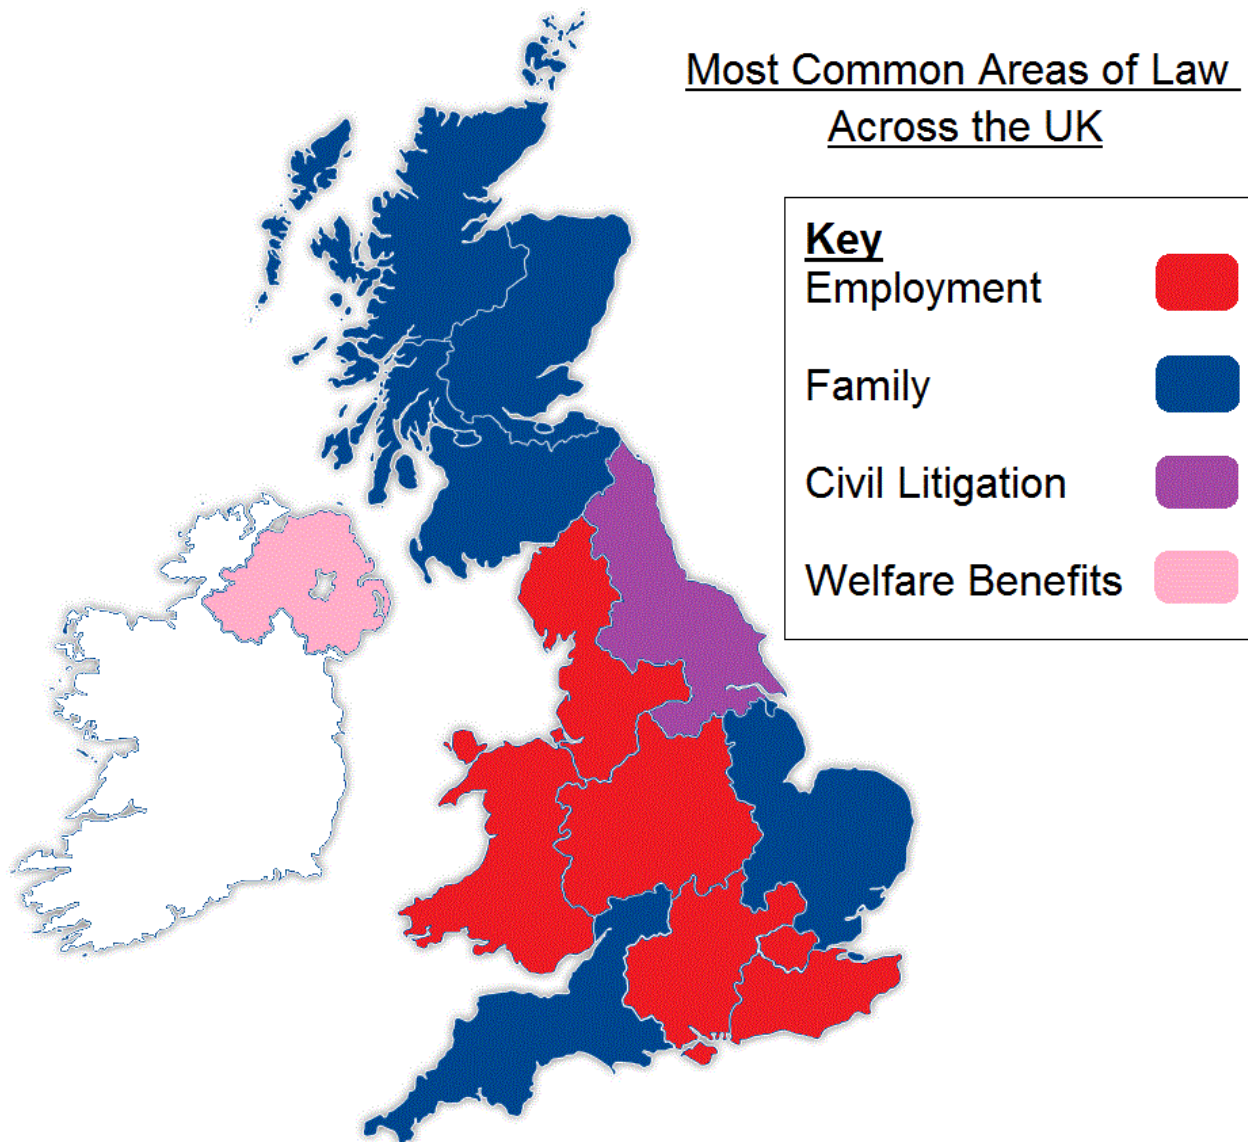 Most Common Areas of Law
Across the UK
Key
Employment
Family
Civil Litigation
Welfare Benefits